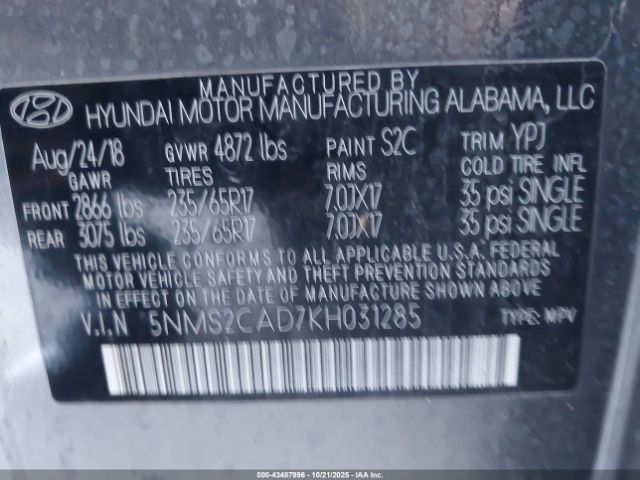 MANUFACTURED BY
HYUNDAI MOTOR MANUFACTURING ALABAMA, LLC
Aug/24/18 GVWR 4872 lbs PAINT S2C TRIM YPJ
GAWR TIRES RIMS COLD TIRE INFL
FRONT 2866 lbs 235/65R17 7.0JX17 35 psi SINGLE
REAR 3075 lbs 235/65R17 7.0JX17 35 psi SINGLE
THIS VEHICLE CONFORMS TO ALL APPLICABLE U.S.A. FEDERAL
MOTOR VEHICLE SAFETY AND THEFT PREVENTION STANDARDS
IN EFFECT ON THE DATE OF MANUFACTURE SHOWN ABOVE.
V.I.N 5NMS2CAD7KH031285 TYPE: MPV
000-43487996 - 10/21/2025 - IAAI.COM